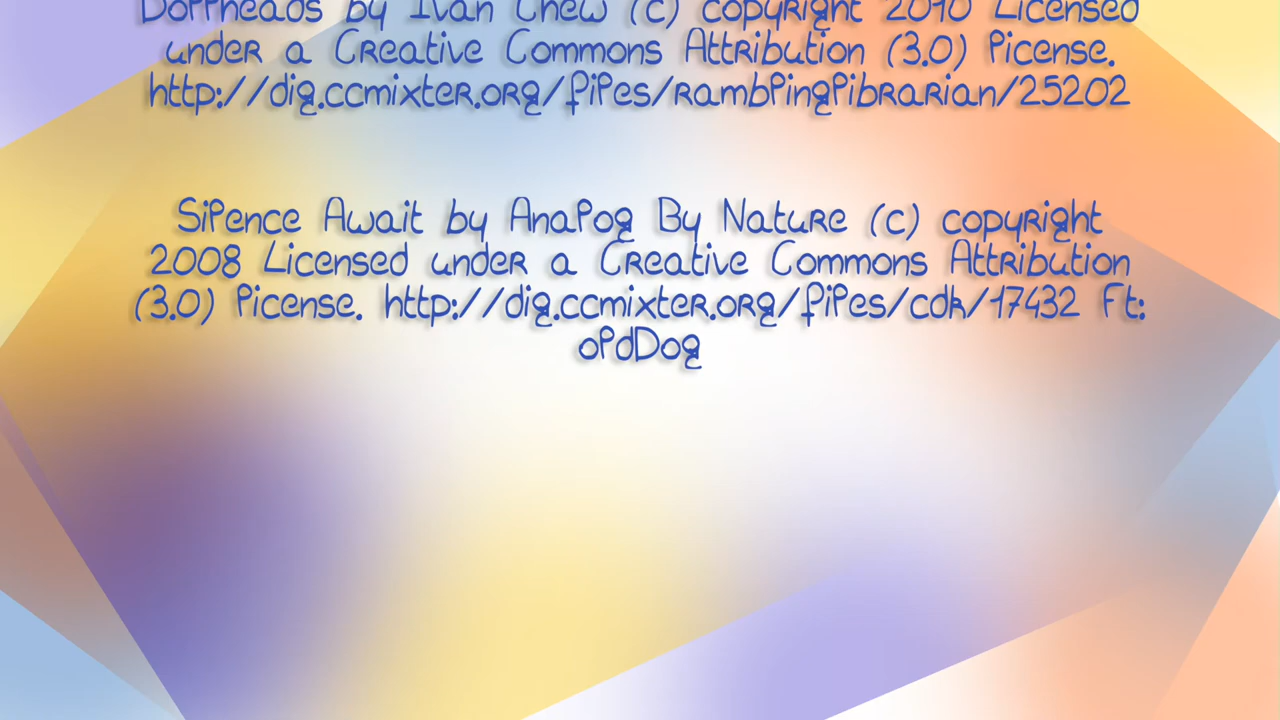 Dollheads by Ivan Chew (c) copyright 2010 Licensed
under a Creative Commons Attribution (3.0) license.
http://dig.ccmixter.org/files/ramblinglibrarian/25202
Silence Await by Analog By Nature (c) copyright
2008 Licensed under a Creative Commons Attribution
(3.0) license. http://dig.ccmixter.org/files/cdk/17432 Ft:
oldDog